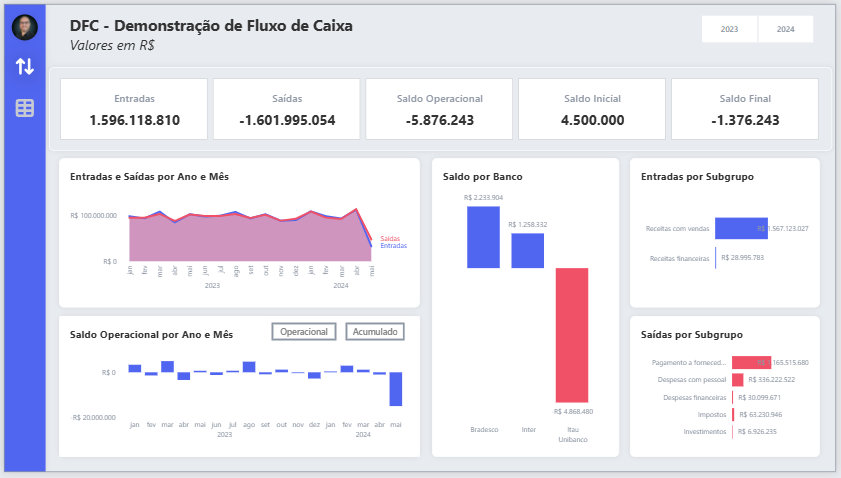 DFC - Demonstração de Fluxo de Caixa
Valores em R$
2023
2024
Entradas
1.596.118.810
Saídas
-1.601.995.054
Saldo Operacional
-5.876.243
Saldo Inicial
4.500.000
Saldo Final
-1.376.243
Entradas e Saídas por Ano e Mês
R$ 100.000.000
R$ 0
Saídas
Entradas
jan fev mar abr mai jun jul ago set out nov dez jan fev mar abr mai
2023 2024
Saldo Operacional por Ano e Mês
Operacional
Acumulado
R$ 0
-R$ 20.000.000
jan fev mar abr mai jun jul ago set out nov dez jan fev mar abr mai
2023 2024
Saldo por Banco
R$ 2.233.904
R$ 1.258.332
R$ 4.868.480
Bradesco
Inter
Itau
Unibanco
Entradas por Subgrupo
Receitas com vendas R$ 1,567.123.027
Receitas financeiras R$ 28.995.783
Saídas por Subgrupo
Pagamento a forneced... 165.515.680
Despesas com pessoal R$ 336.222.522
Despesas financeiras R$ 30.099.671
Impostos R$ 63.230.946
Investimentos R$ 6.926.235